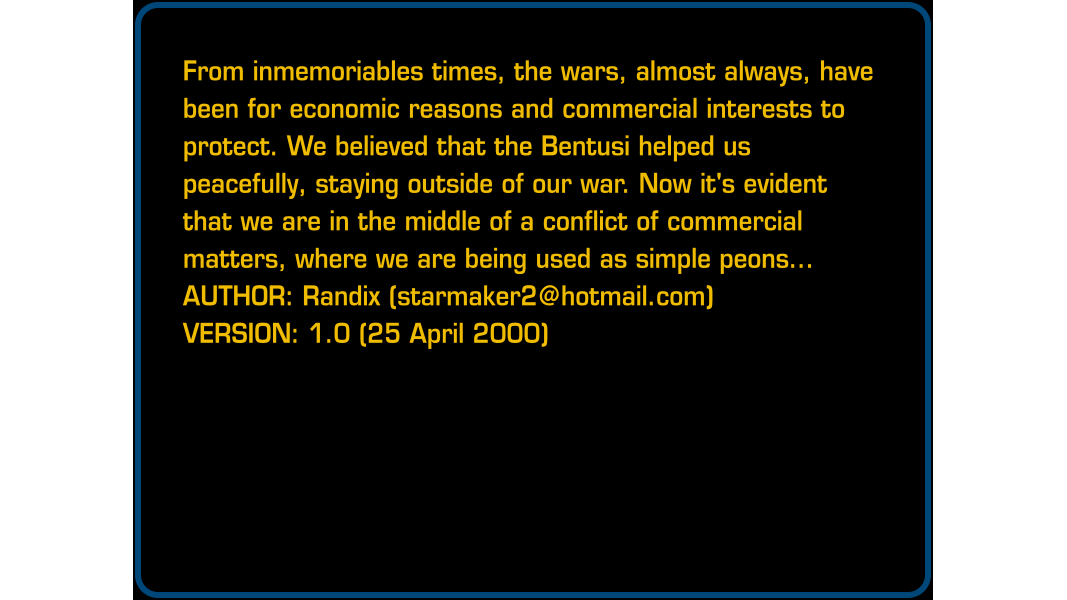 From inmemoriables times, the wars, almost always, have
been for economic reasons and commercial interests to
protect. We believed that the Bentusi helped us
peacefully, staying outside of our war. Now it's evident
that we are in the middle of a conflict of commercial
matters, where we are being used as simple peons...
AUTHOR: Randix (starmaker2@hotmail.com)
VERSION: 1.0 (25 April 2000)